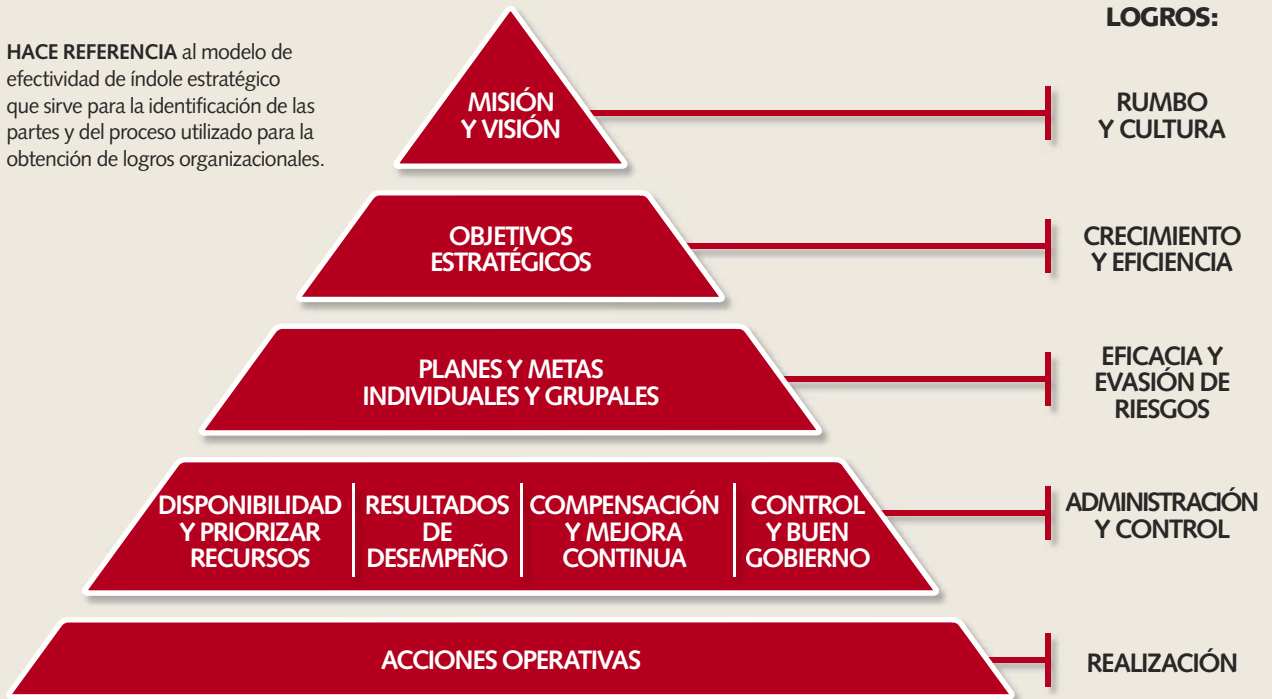 HACE REFERENCIA al modelo de
efectividad de índole estratégico
que sirve para la identificación de las
partes y del proceso utilizado para la
obtención de logros organizacionales.
LOGROS:
MISIÓN
Y VISIÓN
RUMBO
Y CULTURA
OBJETIVOS
ESTRATÉGICOS
CRECIMIENTO
Y EFICIENCIA
PLANES Y METAS
INDIVIDUALES Y GRUPALES
EFICACIA Y
EVASIÓN DE
RIESGOS
DISPONIBILIDAD
Y PRIORIZAR
RECURSOS
RESULTADOS
DE
DESEMPEÑO
COMPENSACIÓN
Y MEJORA
CONTINUA
CONTROL
Y BUEN
GOBIERNO
ADMINISTRACIÓN
Y CONTROL
ACCIONES OPERATIVAS
REALIZACIÓN